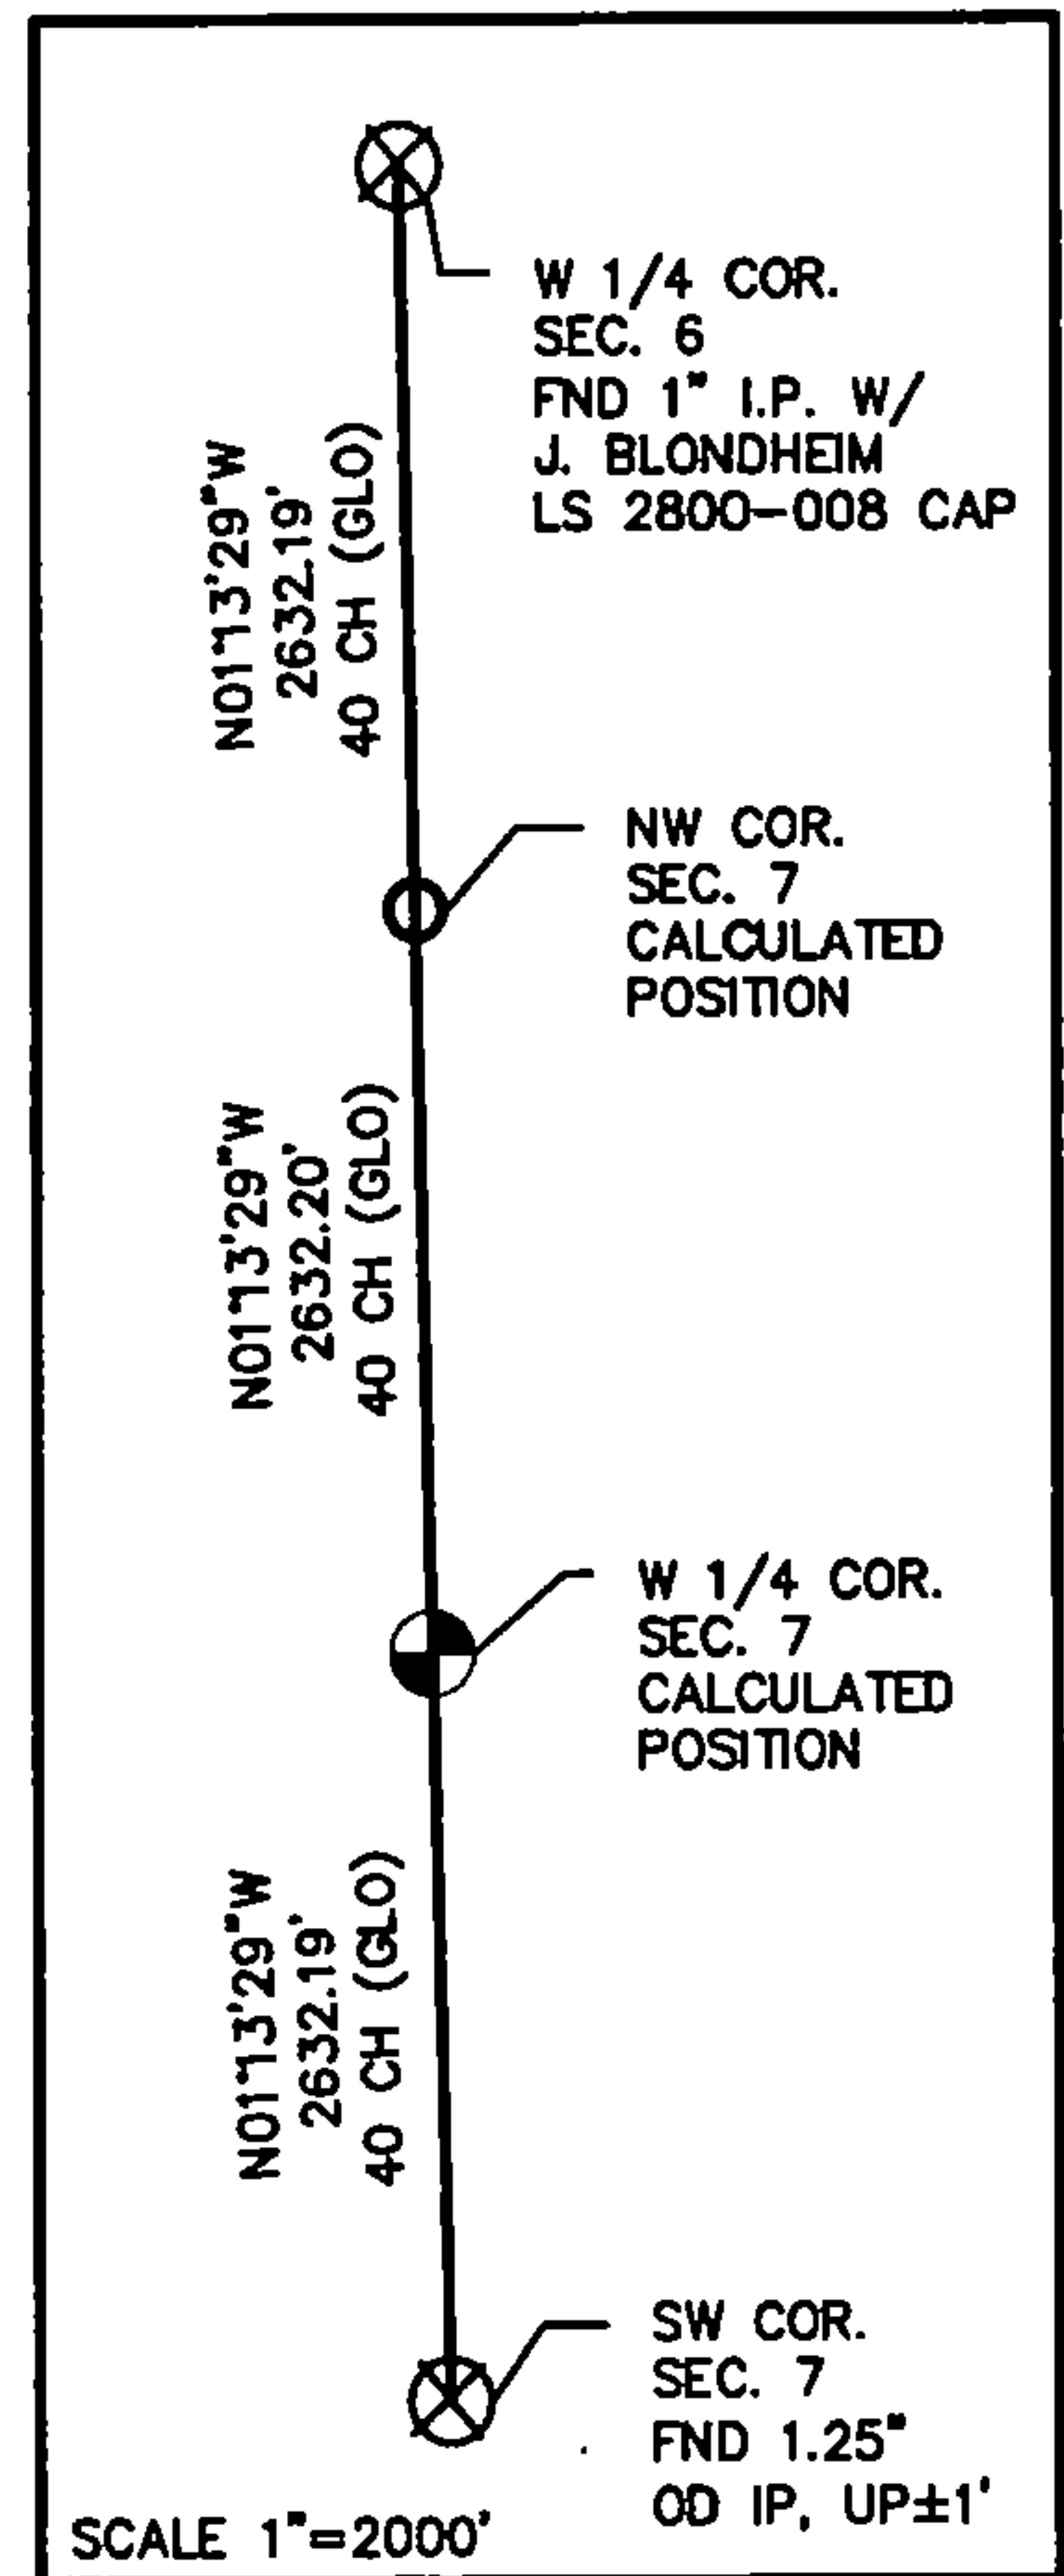 W 1/4 COR.
SEC. 6
FND 1" I.P. W/
J. BLONDHEIM
LS 2800-008 CAP
N01°13'29"W
2632.19'
40 CH (GLO)
NW COR.
SEC. 7
CALCULATED
POSITION
N01°13'29"W
2632.20'
40 CH (GLO)
W 1/4 COR.
SEC. 7
CALCULATED
POSITION
N01°13'29"W
2632.19'
40 CH (GLO)
SW COR.
SEC. 7
FND 1.25"
OD IP, UP±1'
SCALE 1"=2000'